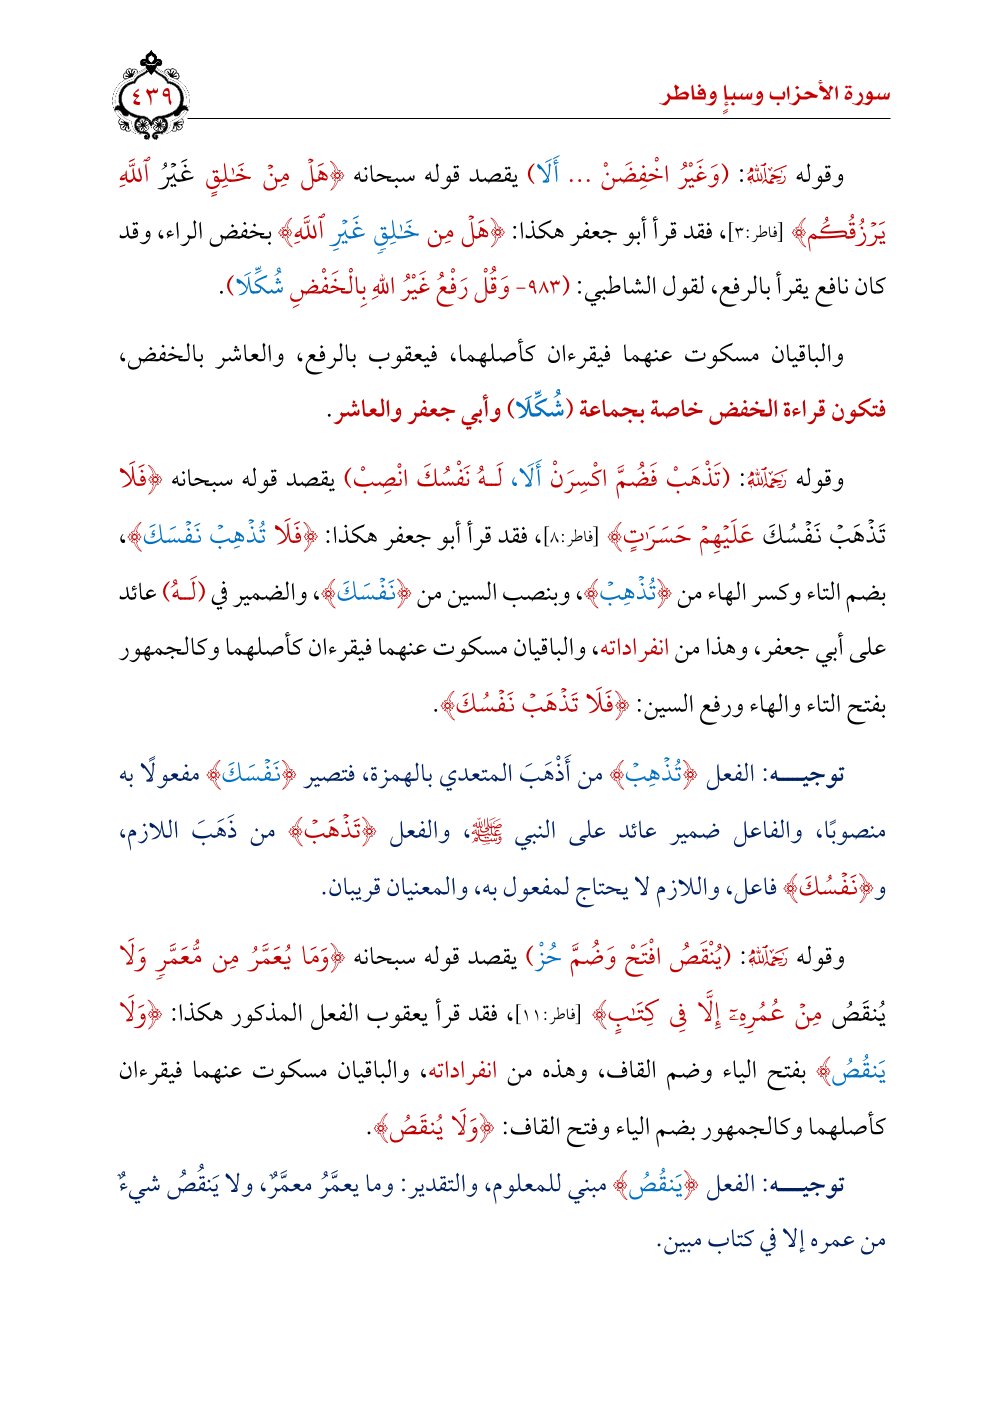 سورة الأحزاب وسبإٍ وفاطر
٤٣٩
وقوله رَحِمَهُ اللَّهُ: (وَغَيْرُ اخْفِضَنْ ... أَلَا) يقصد قوله سبحانه ﴿هَلْ مِنْ خَٰلِقٍ غَيْرُ ٱللَّهِ
يَرْزُقُكُم﴾ [فاطر:٣]، فقد قرأ أبو جعفر هكذا: ﴿هَلْ مِن خَٰلِقٍ غَيْرِ ٱللَّهِ﴾ بخفض الراء، وقد
كان نافع يقرأ بالرفع، لقول الشاطبي: (٩٨٣- وَقُلْ رَفْعُ غَيْرُ اللهِ بِالْخَفْضِ شُكِّلَا).
والباقيان مسكوت عنهما فيقرءان كأصلهما، فيعقوب بالرفع، والعاشر بالخفض،
فتكون قراءة الخفض خاصة بجماعة (شُكِّلَا) وأبي جعفر والعاشر.
وقوله رَحِمَهُ اللَّهُ: (تَذْهَبْ فَضُمَّ اكْسِرَنْ أَلَا، لَـهُ نَفْسُكَ انْصِبْ) يقصد قوله سبحانه ﴿فَلَا
تَذْهَبْ نَفْسُكَ عَلَيْهِمْ حَسَرَٰتٍ﴾ [فاطر:٨]، فقد قرأ أبو جعفر هكذا: ﴿فَلَا تُذْهِبْ نَفْسَكَ﴾،
بضم التاء وكسر الهاء من ﴿تُذْهِبْ﴾، وبنصب السين من ﴿نَفْسَكَ﴾، والضمير في (لَـهُ) عائد
على أبي جعفر، وهذا من انفراداته، والباقيان مسكوت عنهما فيقرءان كأصلهما وكالجمهور
بفتح التاء والهاء ورفع السين: ﴿فَلَا تَذْهَبْ نَفْسُكَ﴾.
توجيـــه: الفعل ﴿تُذْهِبْ﴾ من أَذْهَبَ المتعدي بالهمزة، فتصير ﴿نَفْسَكَ﴾ مفعولًا به
منصوبًا، والفاعل ضمير عائد على النبي ﷺ، والفعل ﴿تَذْهَبْ﴾ من ذَهَبَ اللازم،
و﴿نَفْسُكَ﴾ فاعل، واللازم لا يحتاج لمفعول به، والمعنيان قريبان.
وقوله رَحِمَهُ اللَّهُ: (يُنْقَصُ افْتَحْ وَضُمَّ حُزْ) يقصد قوله سبحانه ﴿وَمَا يُعَمَّرُ مِن مُّعَمَّرٍ وَلَا
يُنقَصُ مِنْ عُمُرِهِۦٓ إِلَّا فِى كِتَٰبٍ﴾ [فاطر:١١]، فقد قرأ يعقوب الفعل المذكور هكذا: ﴿وَلَا
يَنقُصُ﴾ بفتح الياء وضم القاف، وهذه من انفراداته، والباقيان مسكوت عنهما فيقرءان
كأصلهما وكالجمهور بضم الياء وفتح القاف: ﴿وَلَا يُنقَصُ﴾.
توجيـــه: الفعل ﴿يَنقُصُ﴾ مبني للمعلوم، والتقدير: وما يعمَّرُ معمَّرٌ، ولا يَنقُصُ شيءٌ
من عمره إلا في كتاب مبين.